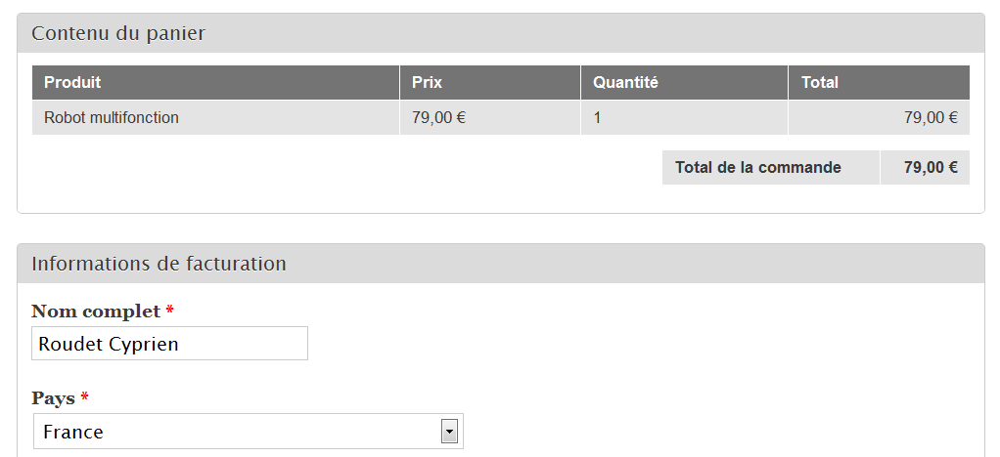 Contenu du panier
Produit Prix Quantité Total
Robot multifonction 79,00 € 1 79,00 €
Total de la commande 79,00 €
Informations de facturation
Nom complet *
Roudet Cyprien
Pays *
France